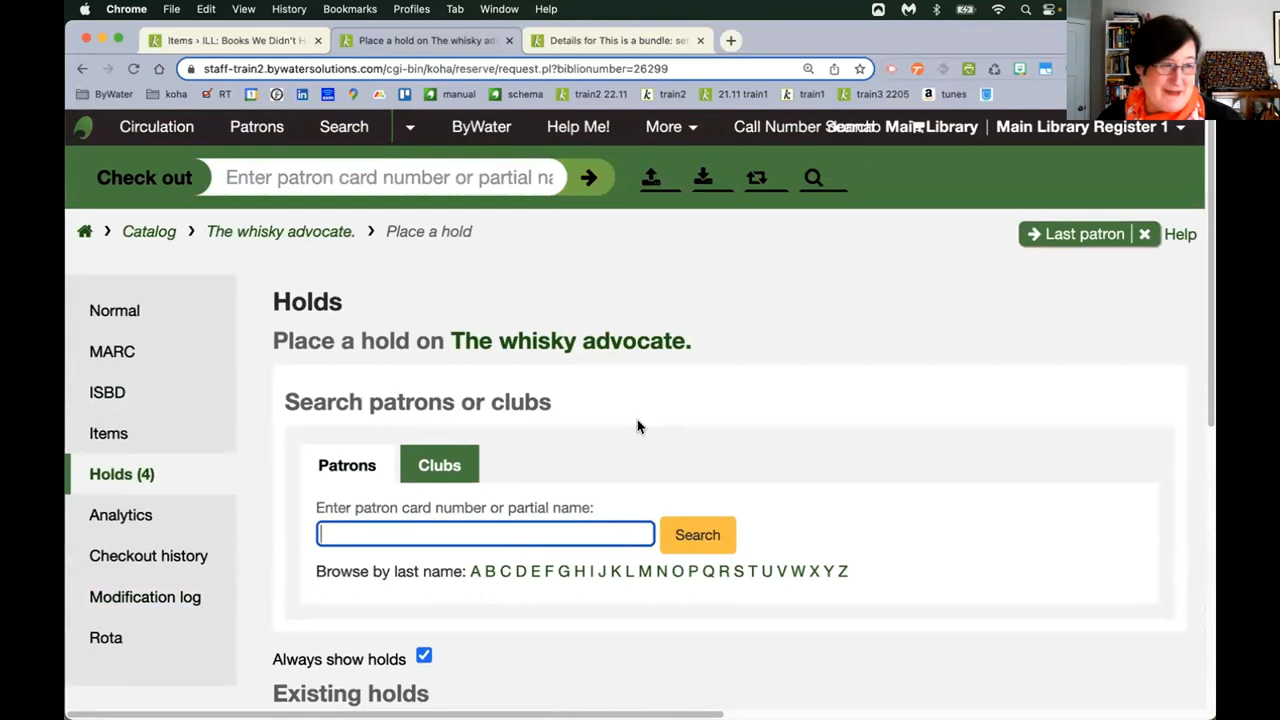 Chrome File Edit View History Bookmarks Profiles Tab Window Help
Items › ILL: Books We Didn't H × Place a hold on The whisky ad × Details for This is a bundle: se × +
staff-train2.bywatersolutions.com/cgi-bin/koha/reserve/request.pl?biblionumber=26299
ByWater koha RT manual schema train2 22.11 train2 21.11 train1 train1 train3 2205 tunes
Circulation Patrons Search ByWater Help Me! More Call Number Search Main Library | Main Library Register 1
Check out Enter patron card number or partial na
Catalog › The whisky advocate. › Place a hold
→ Last patron × Help
Normal
MARC
ISBD
Items
Holds (4)
Analytics
Checkout history
Modification log
Rota
Holds
Place a hold on The whisky advocate.
Search patrons or clubs
Patrons Clubs
Enter patron card number or partial name:
Search
Browse by last name: A B C D E F G H I J K L M N O P Q R S T U V W X Y Z
Always show holds
Existing holds